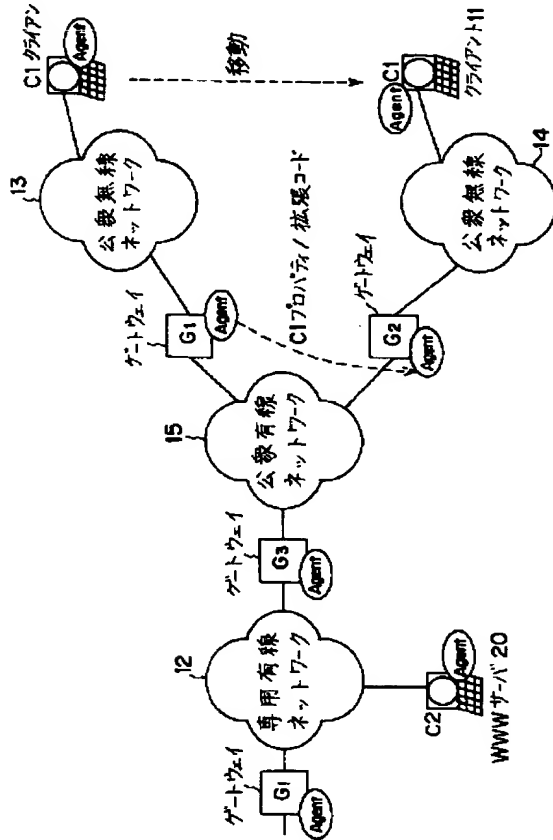 C1 クライアン
Agent
13
公衆無線
ネットワーク
移動
ゲートウェイ
G1
Agent
C1プロパティ/拡張コード
15
公衆有線
ネットワーク
ゲートウェイ
G2
Agent
14
公衆無線
ネットワーク
Agent
C1
クライアント11
ゲートウェイ
G3
Agent
12
専用有線
ネットワーク
ゲートウェイ
Agent
C2
Agent
WWWサーバ20